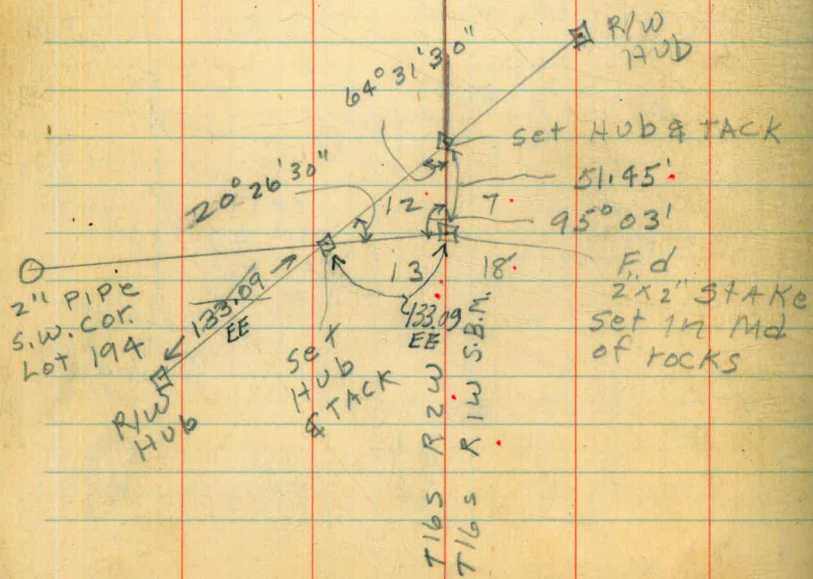 R/W
HUB
64° 31' 30"
set HUB & TACK
51.45'
20° 26' 30"
12
7
95° 03'
13
18
Fd
2"x2" STAKE
set in Md
of rocks
2" PIPE
S.W. COR.
Lot 194
133.09
EE
133.09
EE
set
HUB
& TACK
R/W
HUB
T16S R2W
T16S R1W S.B.M.